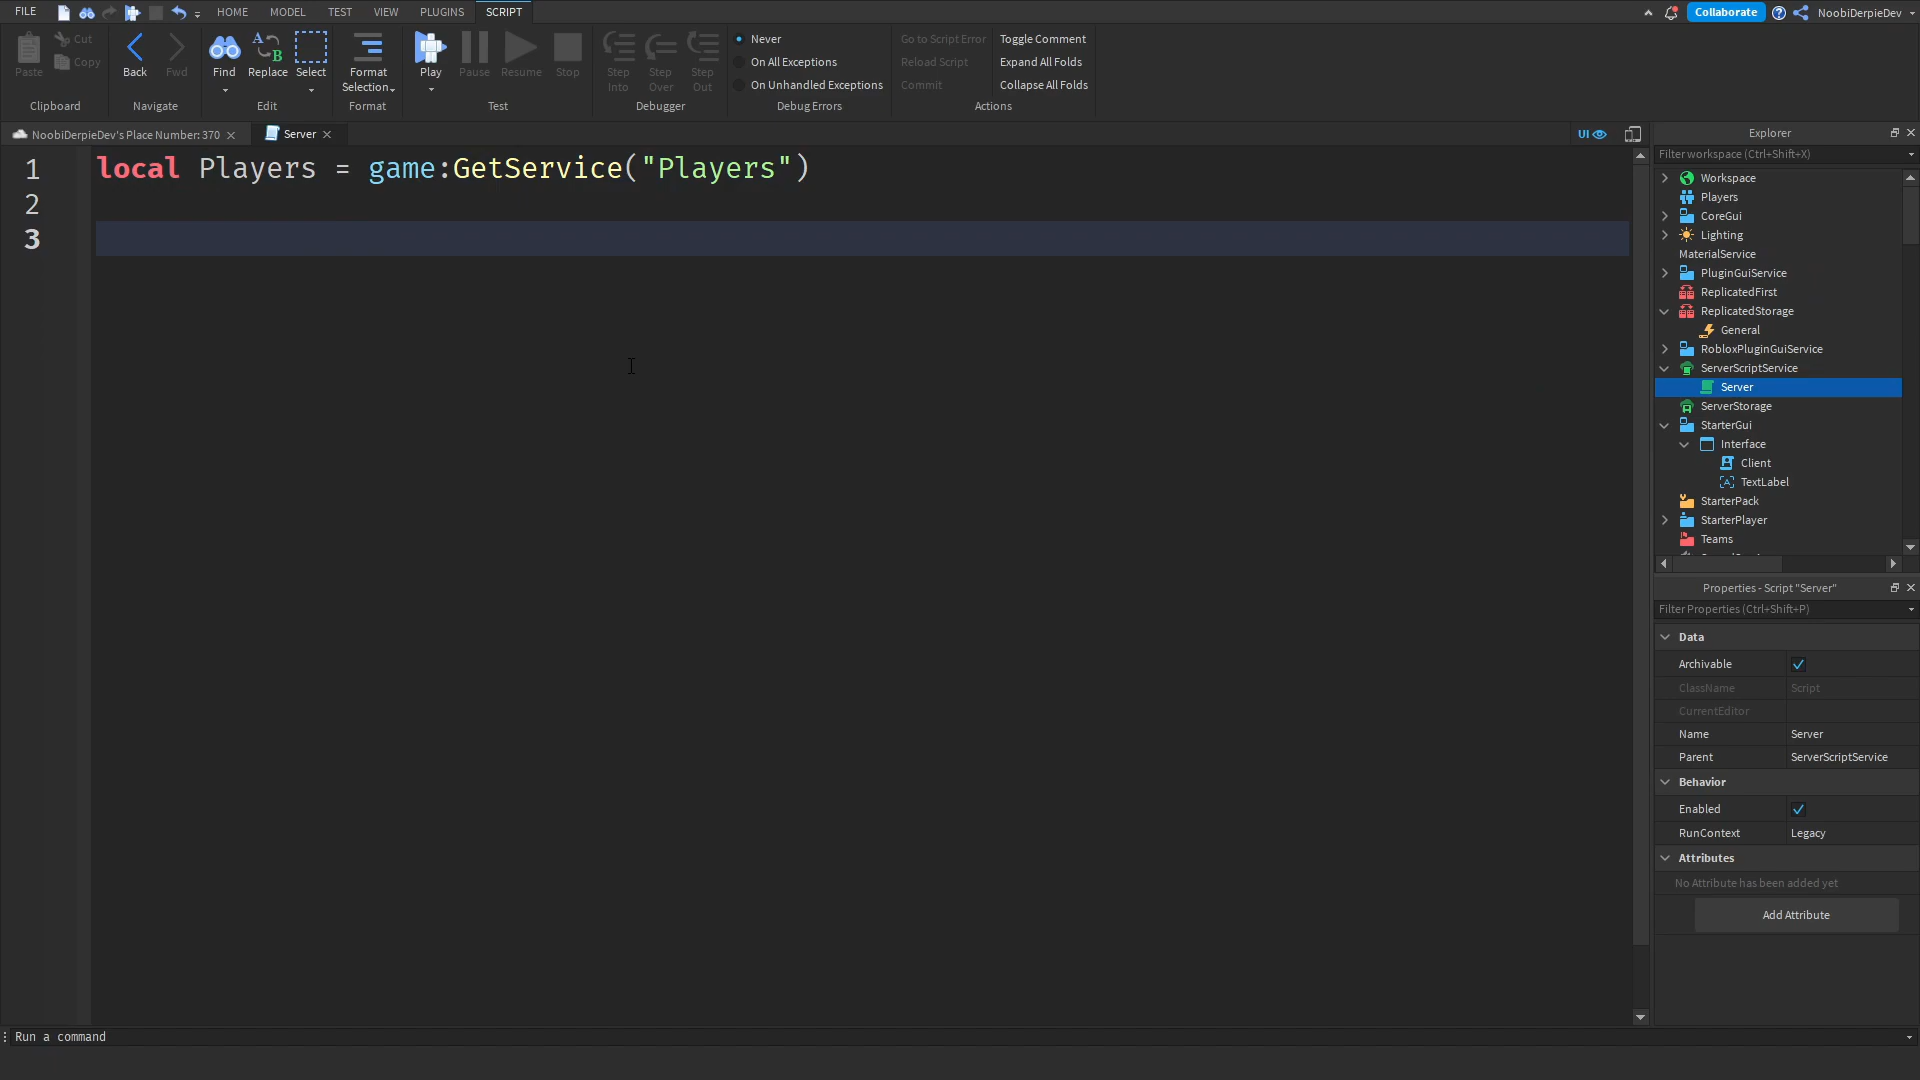 FILE HOME MODEL TEST VIEW PLUGINS SCRIPT Collaborate NoobiDerpieDev
Paste Cut Copy
Clipboard
Back Fwd
Navigate
Find Replace Select
Edit
Format Selection
Format
Play Pause Resume Stop
Test
Step Into Step Over Step Out
Debugger
Never
On All Exceptions
On Unhandled Exceptions
Debug Errors
Go to Script Error Toggle Comment
Reload Script Expand All Folds
Commit Collapse All Folds
Actions
NoobiDerpieDev's Place Number: 370 Server UI
1 local Players = game:GetService("Players")
2
3
Explorer
Filter workspace (Ctrl+Shift+X)
Workspace
Players
CoreGui
Lighting
MaterialService
PluginGuiService
ReplicatedFirst
ReplicatedStorage
General
RobloxPluginGuiService
ServerScriptService
Server
ServerStorage
StarterGui
Interface
Client
TextLabel
StarterPack
StarterPlayer
Teams
Properties - Script "Server"
Filter Properties (Ctrl+Shift+P)
Data
Archivable
ClassName Script
CurrentEditor
Name Server
Parent ServerScriptService
Behavior
Enabled
RunContext Legacy
Attributes
No Attribute has been added yet
Add Attribute
Run a command